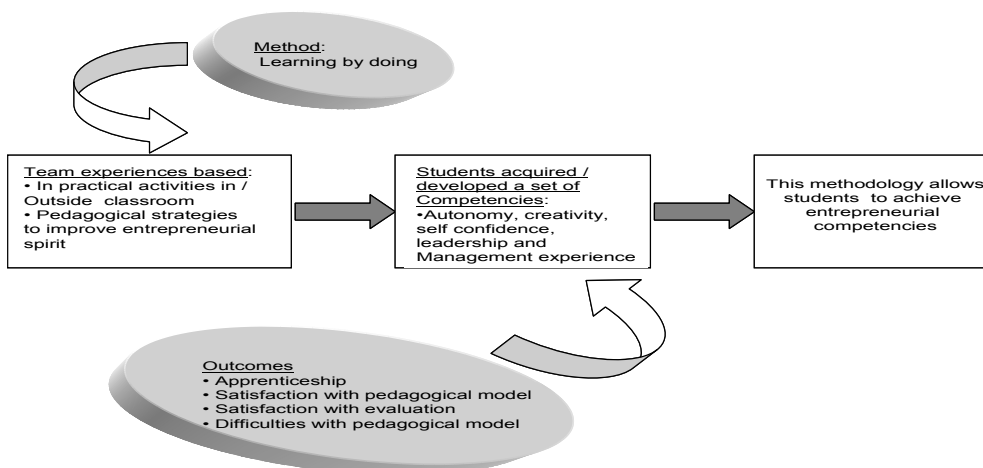 Method:
Learning by doing
Team experiences based:
• In practical activities in /
Outside classroom
• Pedagogical strategies
to improve entrepreneurial
spirit
Students acquired /
developed a set of
Competencies:
•Autonomy, creativity,
self confidence,
leadership and
Management experience
This methodology allows
students to achieve
entrepreneurial
competencies
Outcomes
• Apprenticeship
• Satisfaction with pedagogical model
• Satisfaction with evaluation
• Difficulties with pedagogical model